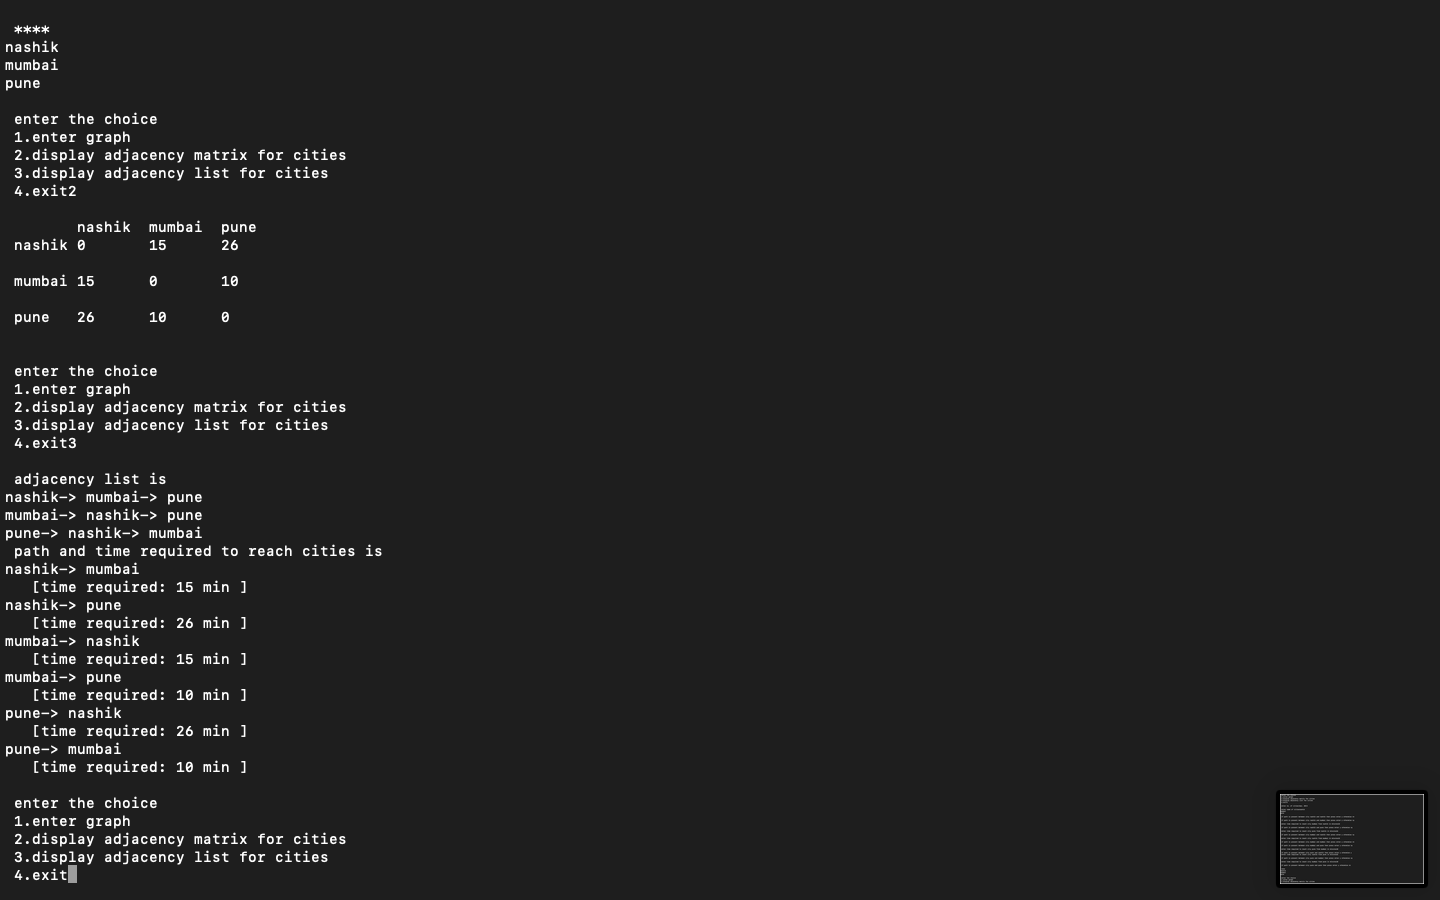 ****
nashik
mumbai
pune
enter the choice
1.enter graph
2.display adjacency matrix for cities
3.display adjacency list for cities
4.exit2
nashik mumbai pune
nashik 0 15 26
mumbai 15 0 10
pune 26 10 0
enter the choice
1.enter graph
2.display adjacency matrix for cities
3.display adjacency list for cities
4.exit3
adjacency list is
nashik-> mumbai-> pune
mumbai-> nashik-> pune
pune-> nashik-> mumbai
path and time required to reach cities is
nashik-> mumbai
[time required: 15 min ]
nashik-> pune
[time required: 26 min ]
mumbai-> nashik
[time required: 15 min ]
mumbai-> pune
[time required: 10 min ]
pune-> nashik
[time required: 26 min ]
pune-> mumbai
[time required: 10 min ]
enter the choice
1.enter graph
2.display adjacency matrix for cities
3.display adjacency list for cities
4.exit